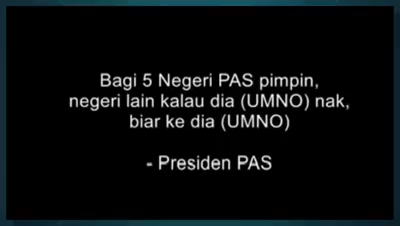 Bagi 5 Negeri PAS pimpin,
negeri lain kalau dia (UMNO) nak,
biar ke dia (UMNO)
- Presiden PAS